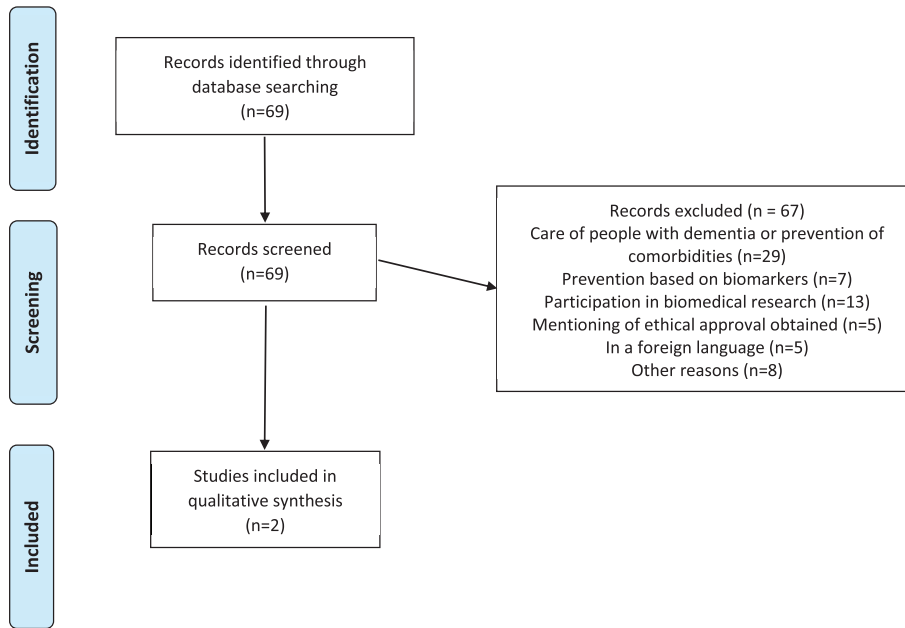 Identification
Records identified through
database searching
(n=69)
Screening
Records screened
(n=69)
Records excluded (n = 67)
Care of people with dementia or prevention of
comorbidities (n=29)
Prevention based on biomarkers (n=7)
Participation in biomedical research (n=13)
Mentioning of ethical approval obtained (n=5)
In a foreign language (n=5)
Other reasons (n=8)
Included
Studies included in
qualitative synthesis
(n=2)